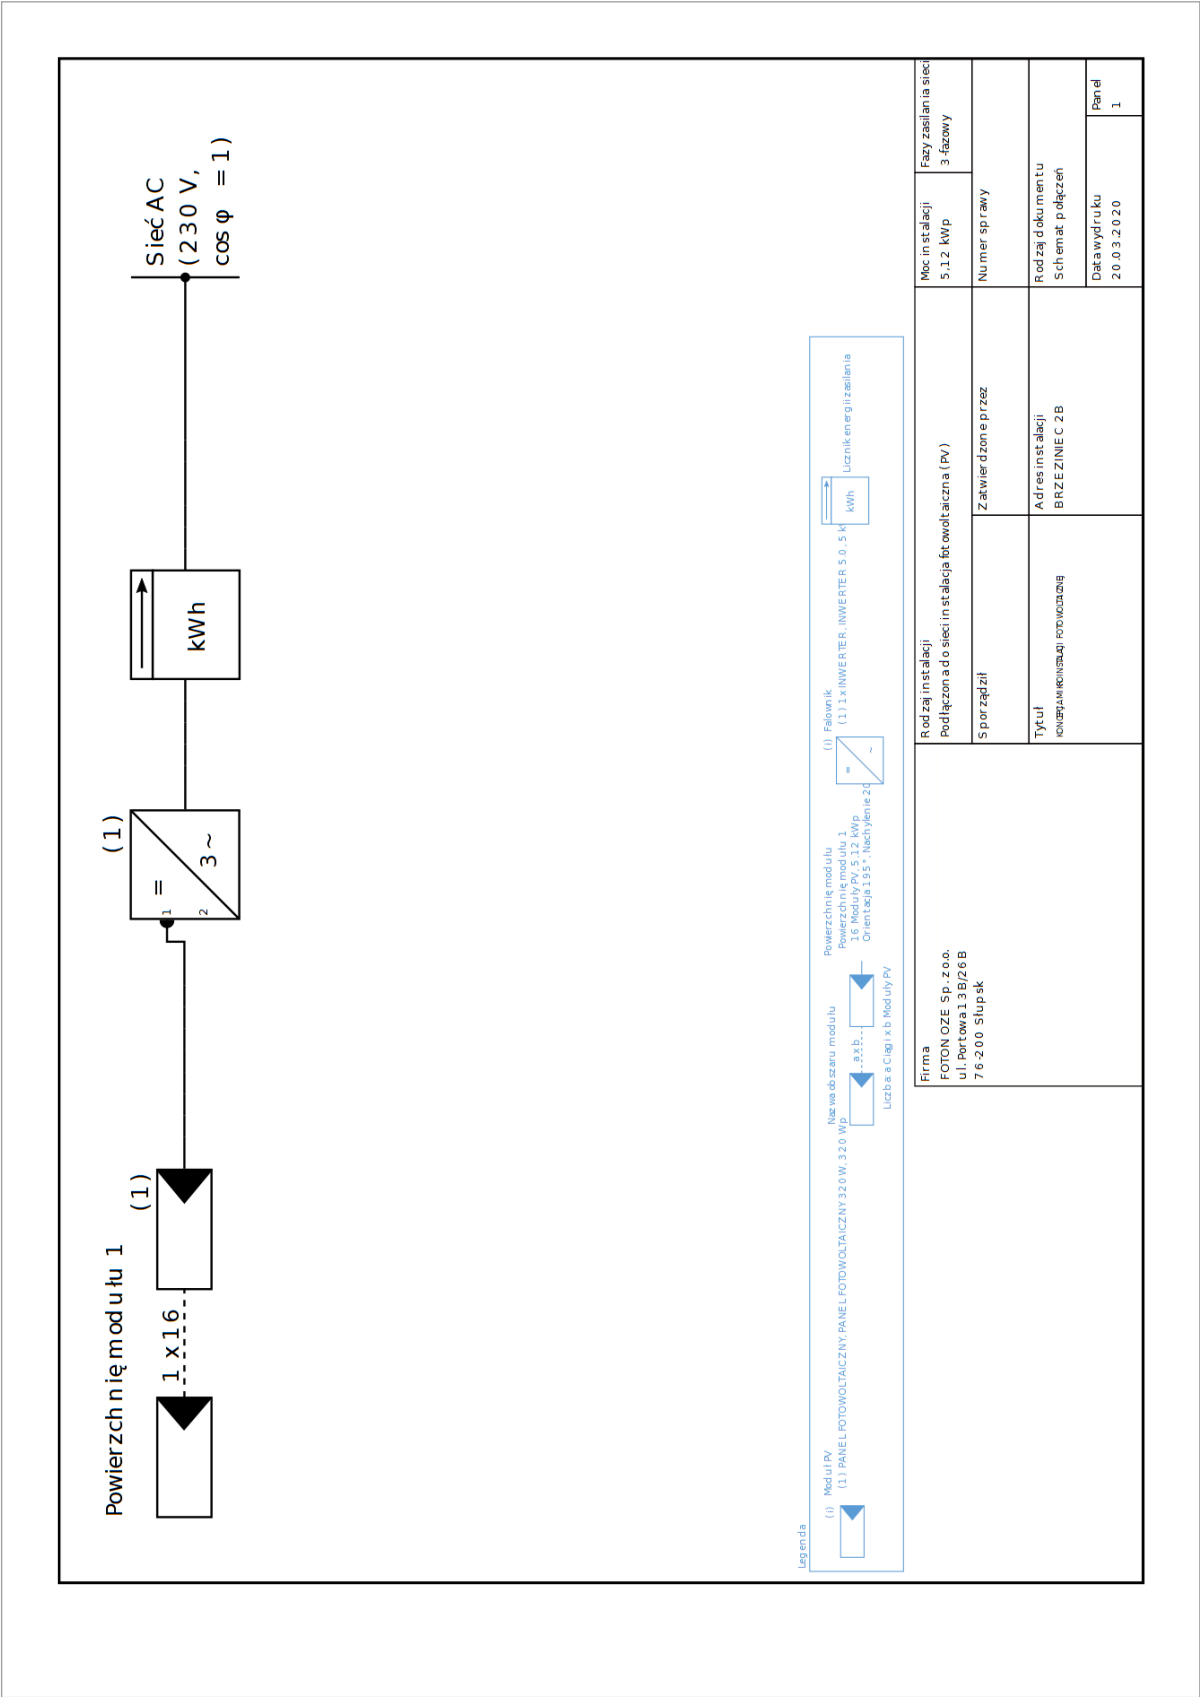 Powierzchnię modułu 1
1 x 16
(1)
(1)
=
3 ~
1
2
kWh
Sieć AC
(230 V,
cos φ = 1)
Legenda
(i) Moduł PV
(1) PANEL FOTOWOLTAICZNY, PANEL FOTOWOLTAICZNY 320 W, 320 Wp
Nazwa obszaru modułu
a x b
Liczba: a Ciągi x b Moduły PV
Powierzchnię modułu
Powierzchnię modułu 1
16 Moduły PV, 5.12 kWp
Orientacja 195°, Nachylenie 20
(i) Falownik
=
~
(1) 1 x INWERTER, INWERTER 5.0, 5 k
kWh
Licznik energii zasilania
Firma
FOTON OZE Sp. z o.o.
ul. Portowa 13B/26B
76-200 Słupsk
Rodzaj instalacji
Podłączona do sieci instalacja fotowoltaiczna (PV)
Moc instalacji
5,12 kWp
Fazy zasilania sieci
3-fazowy
Sporządził
Zatwierdzone przez
Numer sprawy
Tytuł
KONCEPCJA MIKROINSTALACJI FOTOWOLTAICZNEJ
Adres instalacji
BRZEZINIEC 2B
Rodzaj dokumentu
Schemat połączeń
Data wydruku
20.03.2020
Panel
1